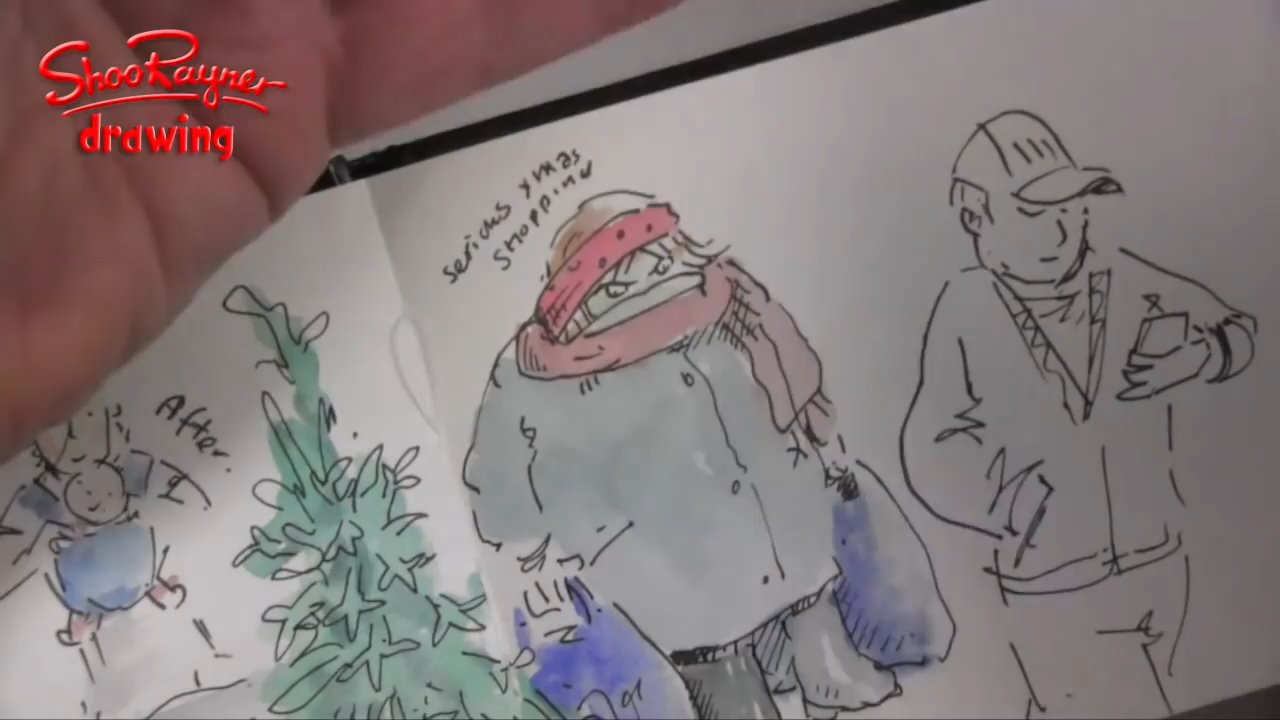 ShooRayner
drawing
serious xmas
shopping
After